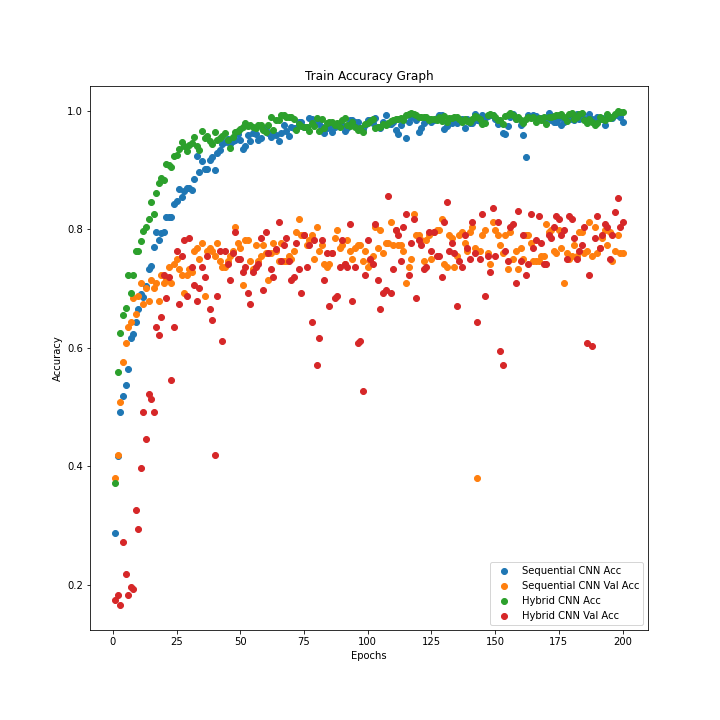 Train Accuracy Graph
1.0
0.8
0.6
0.4
0.2
Accuracy
0
25
50
75
100
125
150
175
200
Epochs
Sequential CNN Acc
Sequential CNN Val Acc
Hybrid CNN Acc
Hybrid CNN Val Acc